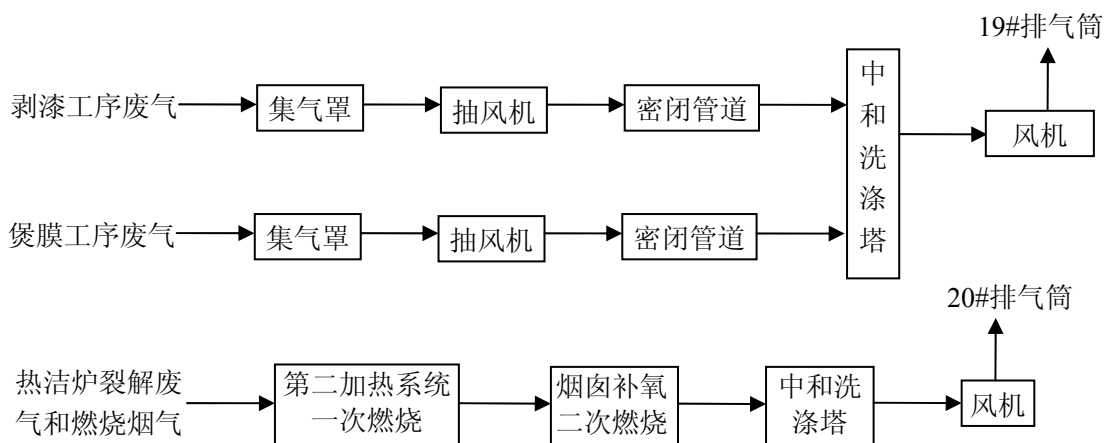 19#排气筒
剥漆工序废气
集气罩
抽风机
密闭管道
中
和
洗
涤
塔
风机
煲膜工序废气
集气罩
抽风机
密闭管道
20#排气筒
热洁炉裂解废
气和燃烧烟气
第二加热系统
一次燃烧
烟囱补氧
二次燃烧
中和洗
涤塔
风机